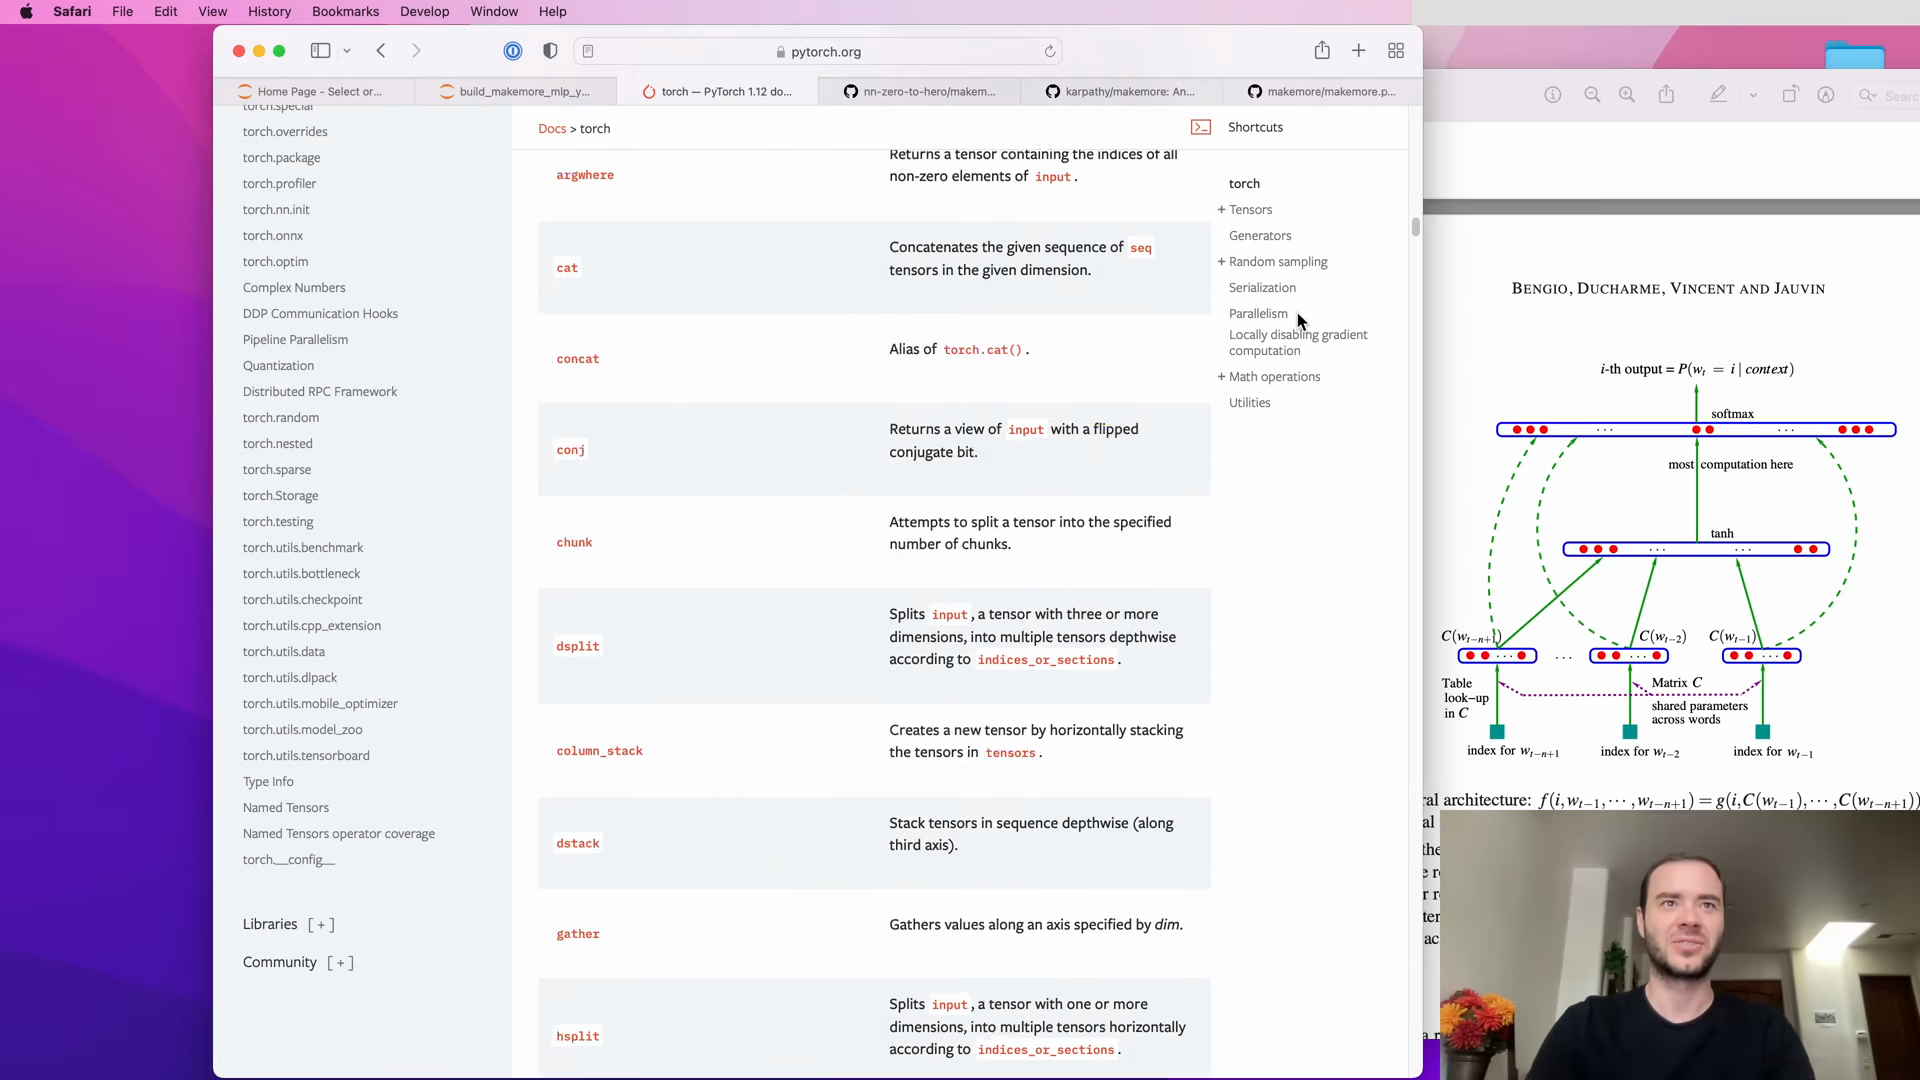 Safari File Edit View History Bookmarks Develop Window Help
pytorch.org
Home Page - Select or...
build_makemore_mlp_y...
torch — PyTorch 1.12 do...
nn-zero-to-hero/makem...
karpathy/makemore: An...
makemore/makemore.p...
torch.special
torch.overrides
torch.package
torch.profiler
torch.nn.init
torch.onnx
torch.optim
Complex Numbers
DDP Communication Hooks
Pipeline Parallelism
Quantization
Distributed RPC Framework
torch.random
torch.nested
torch.sparse
torch.Storage
torch.testing
torch.utils.benchmark
torch.utils.bottleneck
torch.utils.checkpoint
torch.utils.cpp_extension
torch.utils.data
torch.utils.dlpack
torch.utils.mobile_optimizer
torch.utils.model_zoo
torch.utils.tensorboard
Type Info
Named Tensors
Named Tensors operator coverage
torch.__config__
Libraries [ + ]
Community [ + ]
Docs > torch
argwhere
Returns a tensor containing the indices of all
non-zero elements of input .
cat
Concatenates the given sequence of seq
tensors in the given dimension.
concat
Alias of torch.cat() .
conj
Returns a view of input with a flipped
conjugate bit.
chunk
Attempts to split a tensor into the specified
number of chunks.
dsplit
Splits input , a tensor with three or more
dimensions, into multiple tensors depthwise
according to indices_or_sections .
column_stack
Creates a new tensor by horizontally stacking
the tensors in tensors .
dstack
Stack tensors in sequence depthwise (along
third axis).
gather
Gathers values along an axis specified by dim.
hsplit
Splits input , a tensor with one or more
dimensions, into multiple tensors horizontally
according to indices_or_sections .
Shortcuts
torch
+ Tensors
Generators
+ Random sampling
Serialization
Parallelism
Locally disabling gradient
computation
+ Math operations
Utilities
Search
BENGIO, DUCHARME, VINCENT AND JAUVIN
i-th output = P(w_t = i | context)
softmax
. . . . . .
most computation here
tanh
. . . . . .
C(w_{t−n+1}) C(w_{t−2}) C(w_{t−1})
. . . . . . . . . . . .
Table
look−up
in C
Matrix C
shared parameters
across words
index for w_{t−n+1} index for w_{t−2} index for w_{t−1}
ral architecture: f(i,w_{t−1},⋯,w_{t−n+1}) = g(i,C(w_{t−1}),⋯,C(w_{t−n+1}))